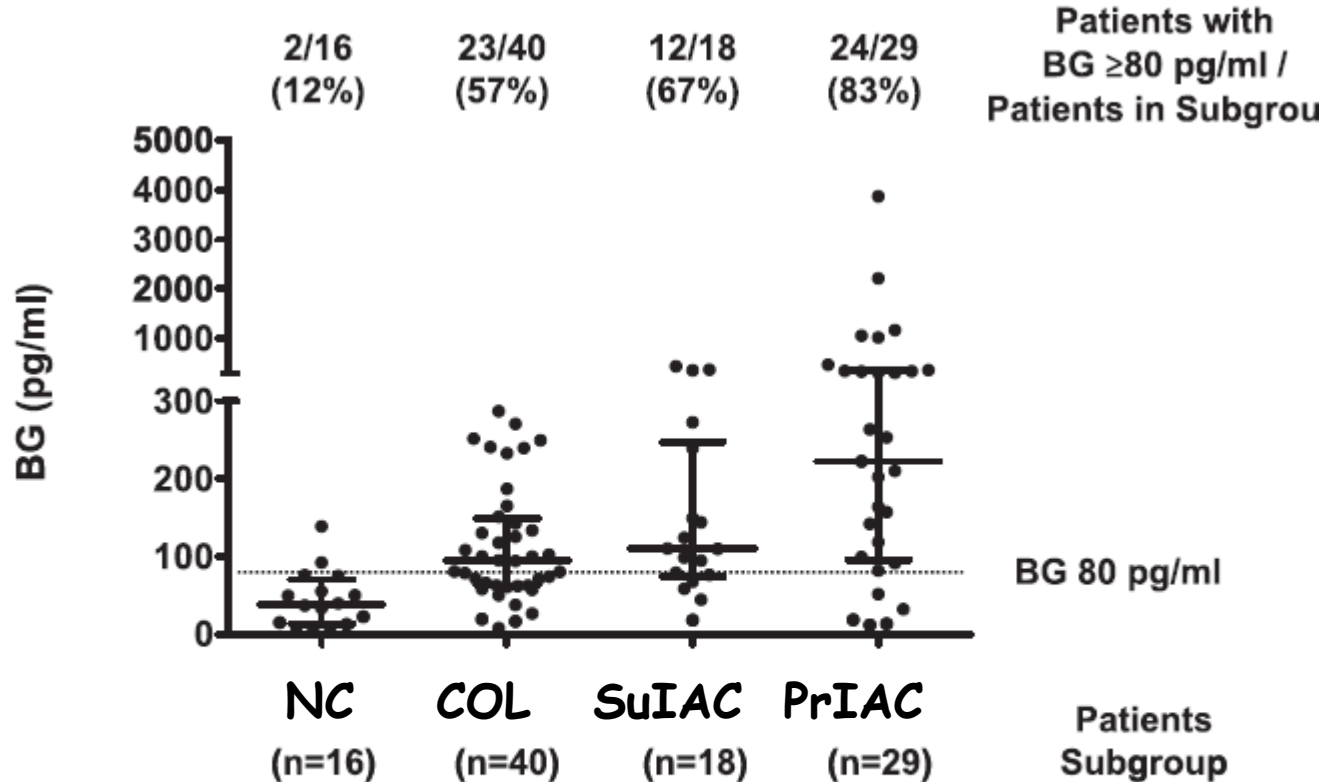 2/16 23/40 12/18 24/29
(12%) (57%) (67%) (83%)
Patients with
BG ≥80 pg/ml /
Patients in Subgrou
5000
4000
3000
2000
1000
300
200
100
0
BG (pg/ml)
BG 80 pg/ml
NC COL SuIAC PrIAC
(n=16) (n=40) (n=18) (n=29)
Patients
Subgroup